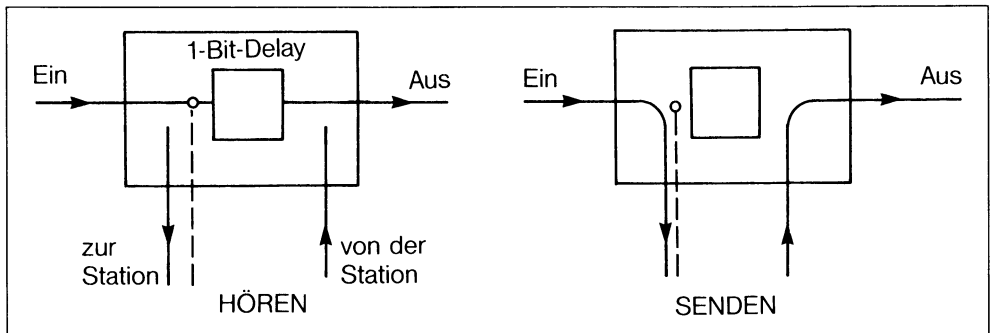 1-Bit-Delay
Ein
Aus
zur
Station
von der
Station
HÖREN
Ein
Aus
SENDEN